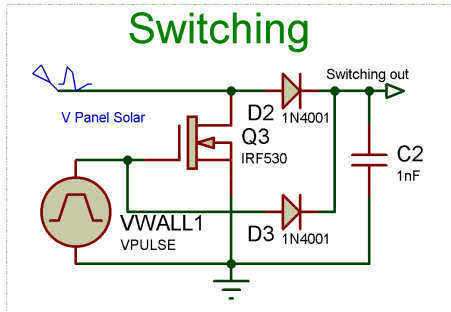 Switching
Switching out
V Panel Solar
D2
1N4001
Q3
IRF530
C2
1nF
VWALL1
VPULSE
D3
1N4001